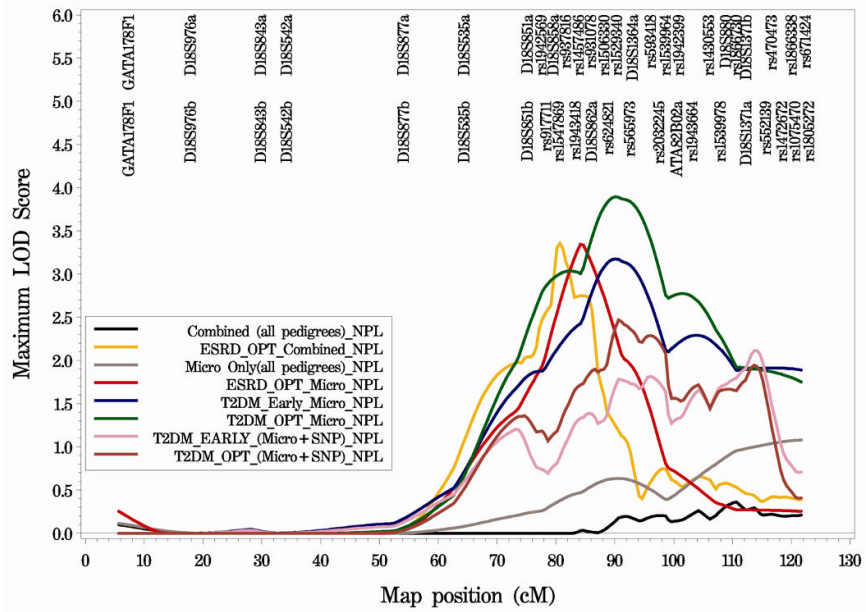 GATA178F1
D18S976a
D18S843a
D18S542a
D18S877a
D18S535a
D18S851a
rs1942569
D18S858a
rs937816
rs1457486
rs931078
rs1506330
rs1529340
D18S1364a
rs593418
rs1539964
rs1942399
rs1430553
D18S880
D18S1371b
rs470473
rs1866338
rs671424
GATA178F1
D18S976b
D18S843b
D18S542b
D18S877b
D18S535b
D18S851b
rs917711
rs1547869
rs1943418
D18S862a
rs624821
rs565973
rs2032245
ATA82B02a
rs1943664
rs1539978
D18S1371a
rs552139
rs1472672
rs1075470
rs1805272
Maximum LOD Score
6.0
5.5
5.0
4.5
4.0
3.5
3.0
2.5
2.0
1.5
1.0
0.5
0.0
Combined (all pedigrees)_NPL
ESRD_OPT_Combined_NPL
Micro Only(all pedigrees)_NPL
ESRD_OPT_Micro_NPL
T2DM_Early_Micro_NPL
T2DM_OPT_Micro_NPL
T2DM_EARLY_(Micro+SNP)_NPL
T2DM_OPT_(Micro+SNP)_NPL
0 10 20 30 40 50 60 70 80 90 100 110 120 130
Map position (cM)